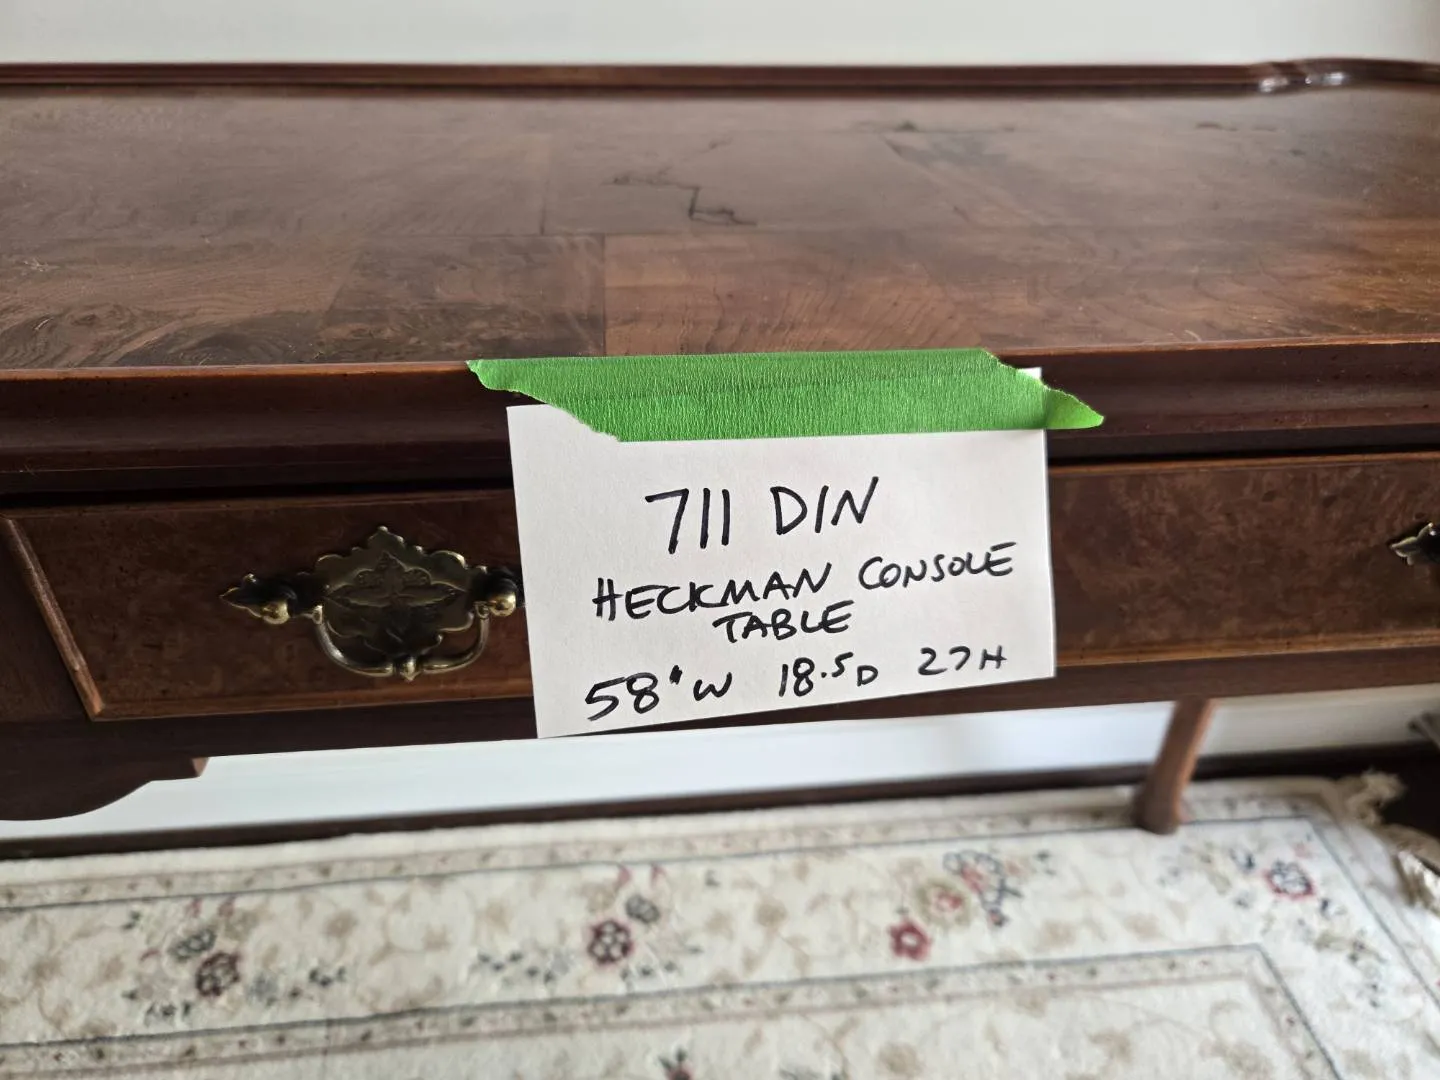 711 DIN
HECKMAN CONSOLE
TABLE
58"W 18.5D 27H